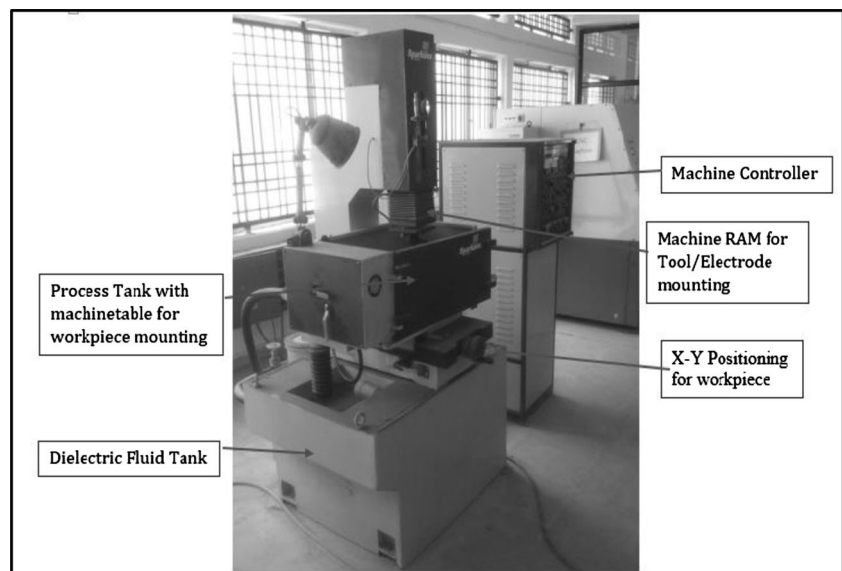 Sparkonix
Machine Controller
Machine RAM for
Tool/Electrode
mounting
Process Tank with
machinetable for
workpiece mounting
X-Y Positioning
for workpiece
Dielectric Fluid Tank